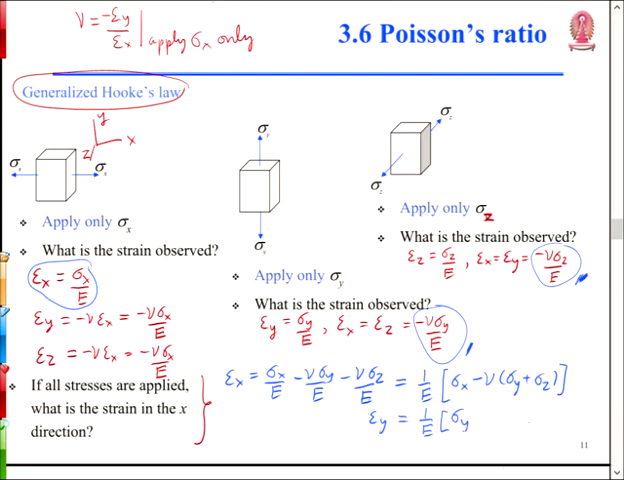 ν = -εy/εx | apply σx only
3.6 Poisson's ratio
Generalized Hooke's law
y
x
z
σx
σx
❖ Apply only σx
❖ What is the strain observed?
εx = σx/E
εy = -νεx = -νσx/E
εz = -νεx = -νσx/E
σy
σy
❖ Apply only σy
❖ What is the strain observed?
εy = σy/E , εx = εz = -νσy/E
σz
σz
❖ Apply only σz
❖ What is the strain observed?
εz = σz/E , εx = εy = -νσz/E
❖ If all stresses are applied,
what is the strain in the x
direction?
εx = σx/E - νσy/E - νσz/E = 1/E [σx - ν(σy + σz)]
εy = 1/E [σy
11